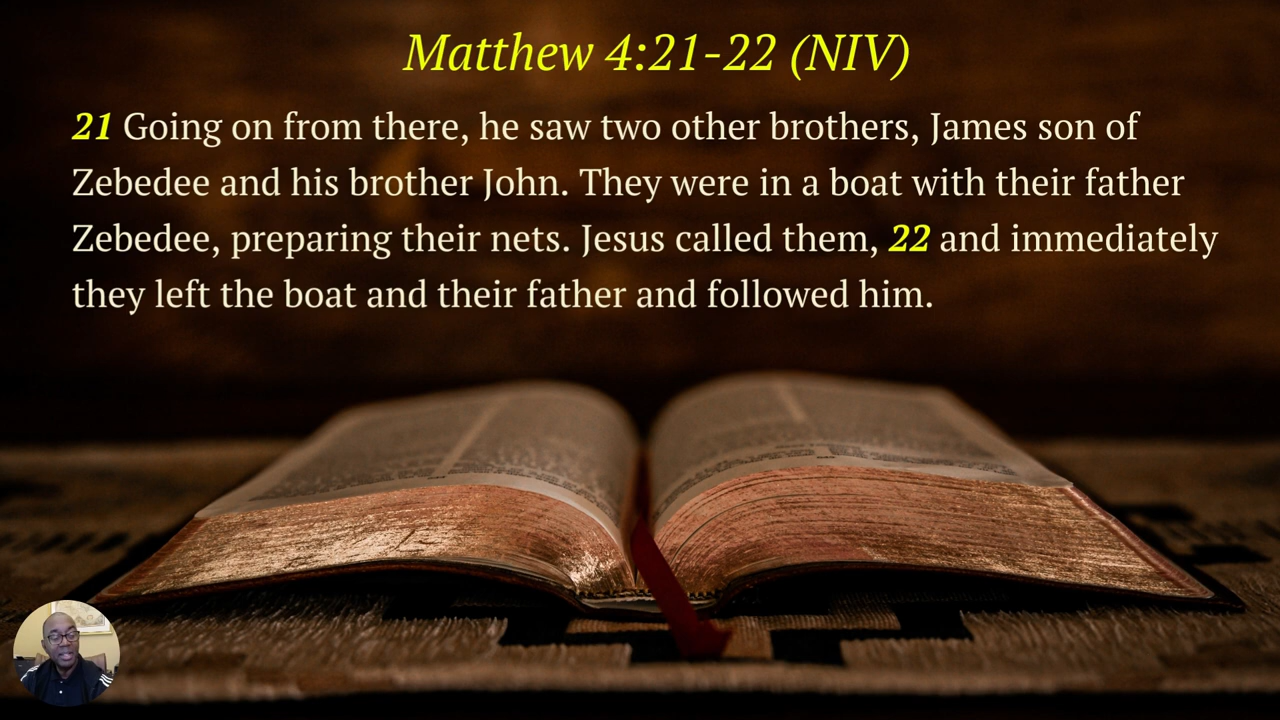 Matthew 4:21-22 (NIV)
21 Going on from there, he saw two other brothers, James son of
Zebedee and his brother John. They were in a boat with their father
Zebedee, preparing their nets. Jesus called them, 22 and immediately
they left the boat and their father and followed him.